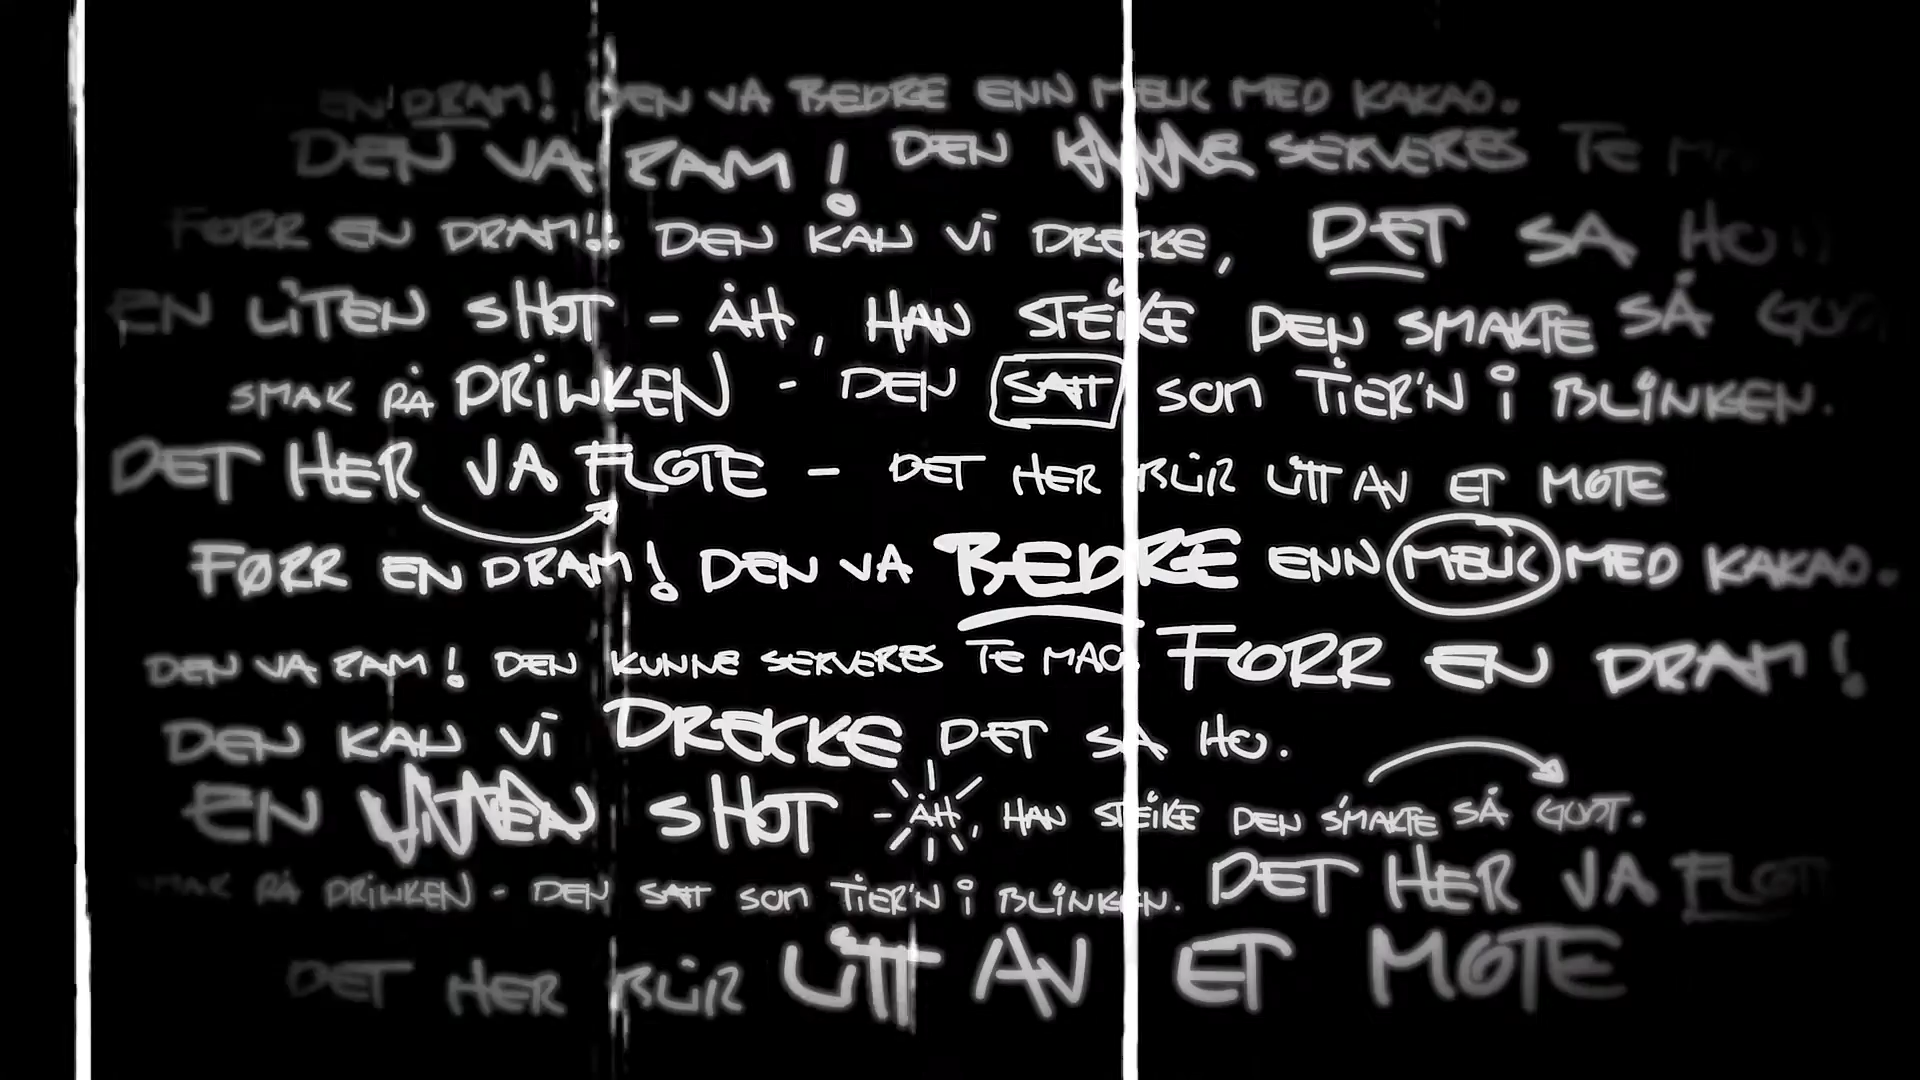 EN DRAM! DEN VA BEDRE ENN MELK MED KAKAO.
DEN VA RAM! DEN KUNNE SERVERES TE
FORR EN DRAM!! DEN KAN VI DREKKE, DET SA HO
EN LITEN SHOT - ÅH, HAN STEIKE DEN SMAKTE SÅ
SMAK PÅ DRINKEN - DEN SATT SOM TIER'N I BLINKEN.
DET HER VA FLOTE - DET HER BLIR LITT AV ET MOTE
FØRR EN DRAM! DEN VA BEDRE ENN MELK MED KAKAO.
DEN VA RAM! DEN KUNNE SERVERES TE MAO FORR EN DRAM!
DEN KAN VI DREKKE DET SA HO.
EN LITEN SHOT - ÅH, HAN STEIKE DEN SMAKTE SÅ GODT.
SMAK PÅ DRINKEN - DEN SATT SOM TIER'N I BLINKEN. DET HER VA FLOT
DET HER BLIR LITT AV ET MOTE